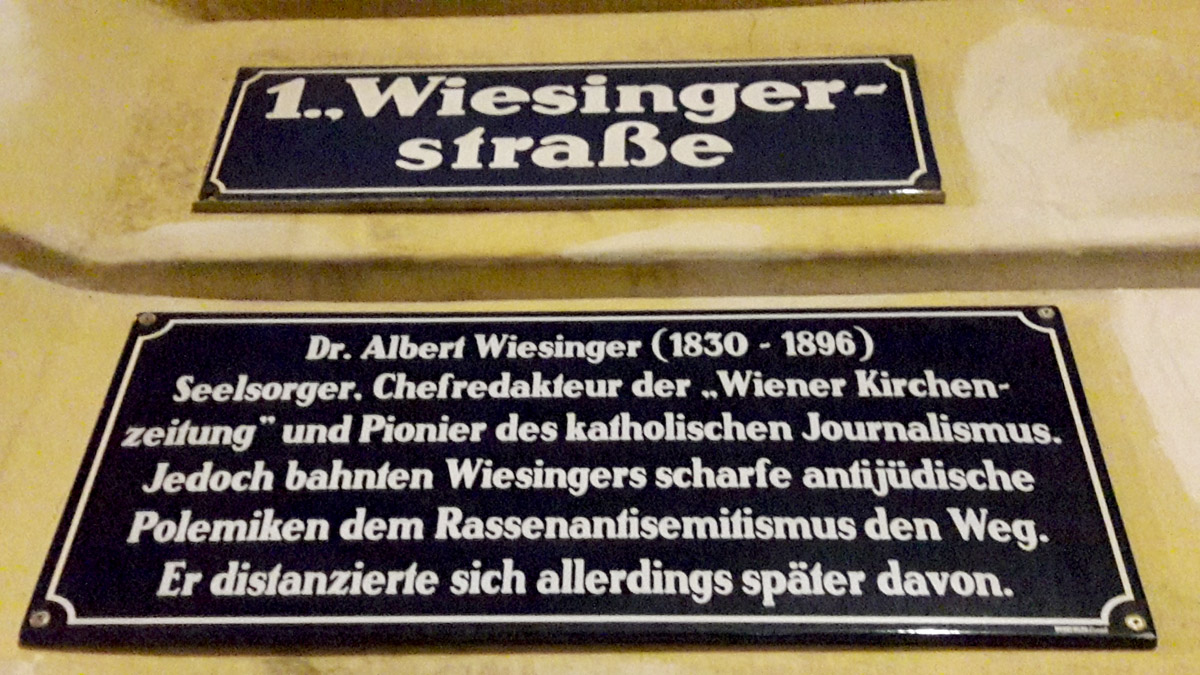 1., Wiesinger-
straße
Dr. Albert Wiesinger (1830 - 1896)
Seelsorger. Chefredakteur der „Wiener Kirchen-
zeitung” und Pionier des katholischen Journalismus.
Jedoch bahnten Wiesingers scharfe antijüdische
Polemiken dem Rassenantisemitismus den Weg.
Er distanzierte sich allerdings später davon.